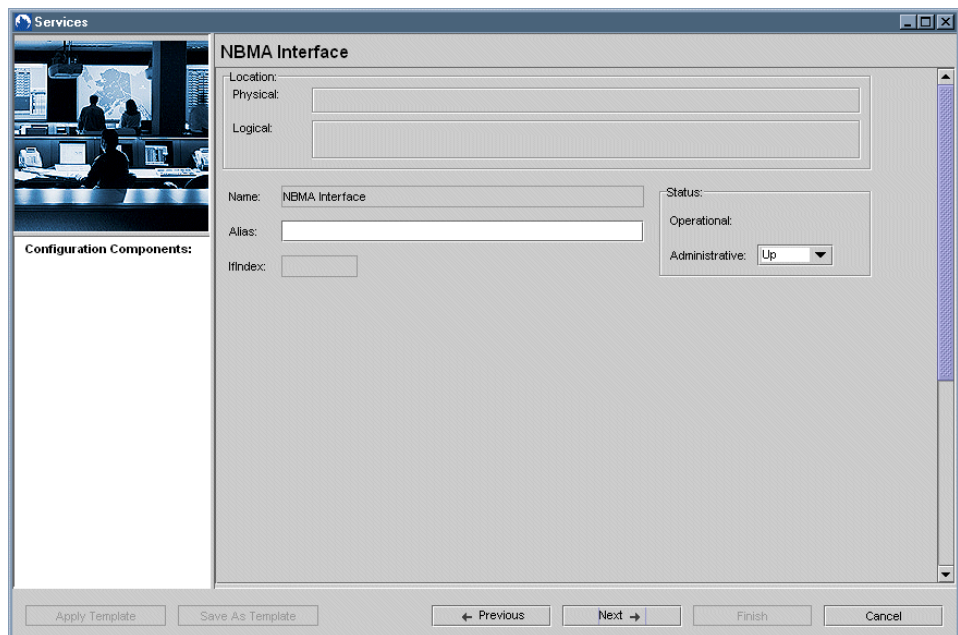 Services
NBMA Interface
Location:
Physical:
Logical:
Name: NBMA Interface
Alias:
IfIndex:
Status:
Operational:
Administrative: Up
Configuration Components:
Apply Template
Save As Template
Previous
Next
Finish
Cancel